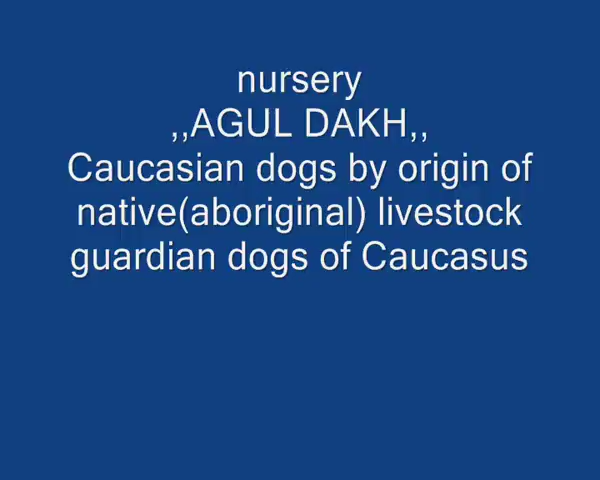 nursery
,,AGUL DAKH,,
Caucasian dogs by origin of
native(aboriginal) livestock
guardian dogs of Caucasus